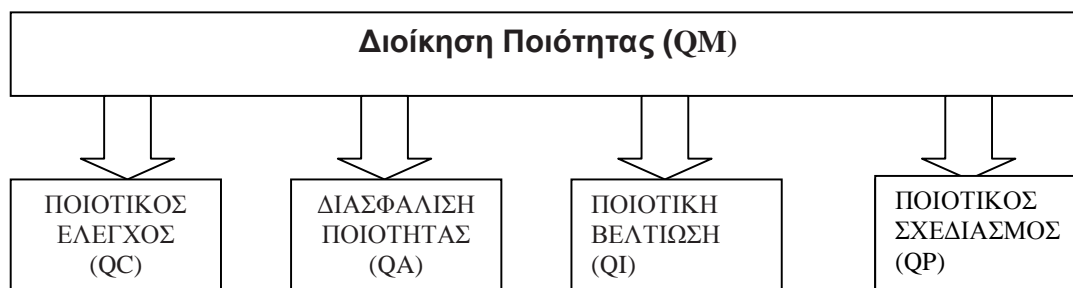 Διοίκηση Ποιότητας (QM)
ΠΟΙΟΤΙΚΟΣ
ΕΛΕΓΧΟΣ
(QC)
ΔΙΑΣΦΑΛΙΣΗ
ΠΟΙΟΤΗΤΑΣ
(QA)
ΠΟΙΟΤΙΚΗ
ΒΕΛΤΙΩΣΗ
(QI)
ΠΟΙΟΤΙΚΟΣ
ΣΧΕΔΙΑΣΜΟΣ
(QP)